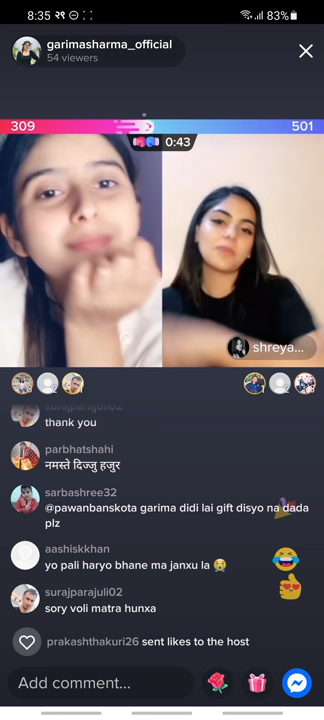 8:35 २९
83%
garimasharma_official
54 viewers
309
0:43
501
shreya...
surajparajuli02
thank you
parbhatshahi
नमस्ते दिज्जु हजुर
sarbashree32
@pawanbanskota garima didi lai gift disyo na dada
plz
aashiskkhan
yo pali haryo bhane ma janxu la 😭
surajparajuli02
sory voli matra hunxa
prakashthakuri26 sent likes to the host
Add comment...